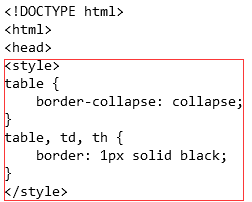 <!DOCTYPE html>
<html>
<head>
<style>
table {
    border-collapse: collapse;
}
table, td, th {
    border: 1px solid black;
}
</style>